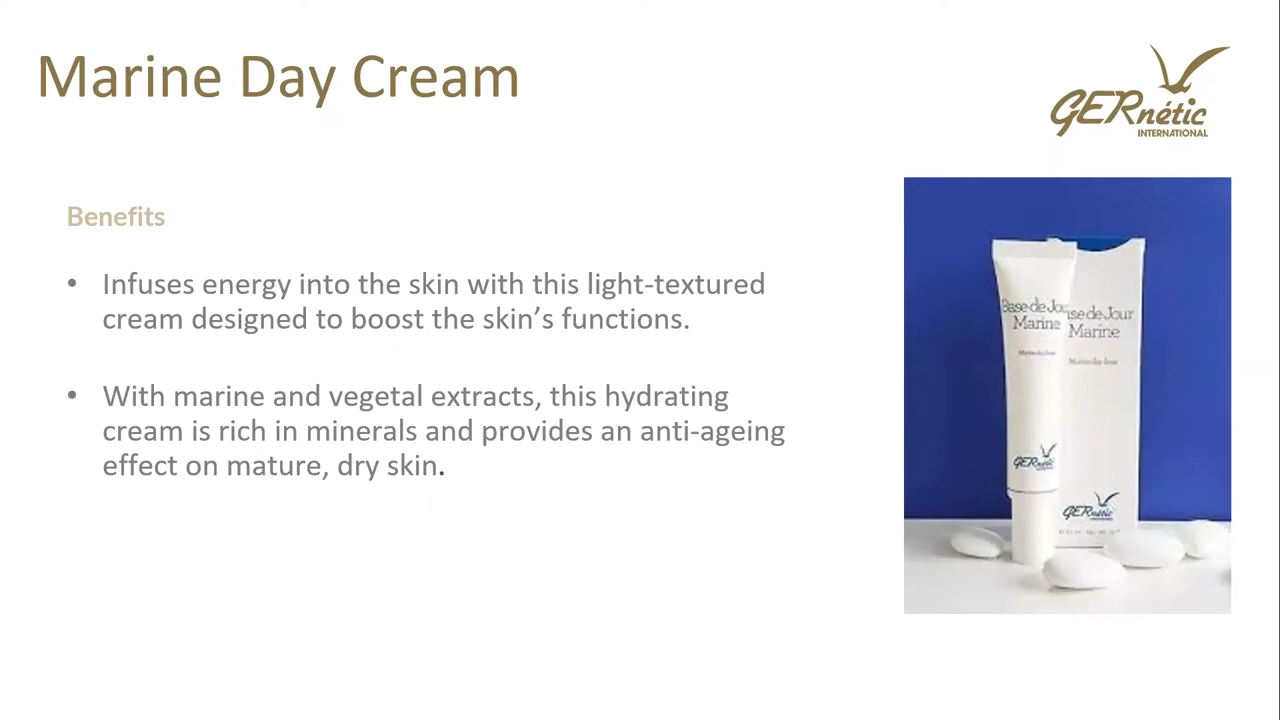 Marine Day Cream
GERnétic
INTERNATIONAL
Benefits
• Infuses energy into the skin with this light-textured
cream designed to boost the skin’s functions.
• With marine and vegetal extracts, this hydrating
cream is rich in minerals and provides an anti-ageing
effect on mature, dry skin.
Base de Jour
Marine
GERnétic
de Jour
Marine
Marine day base
GERnétic